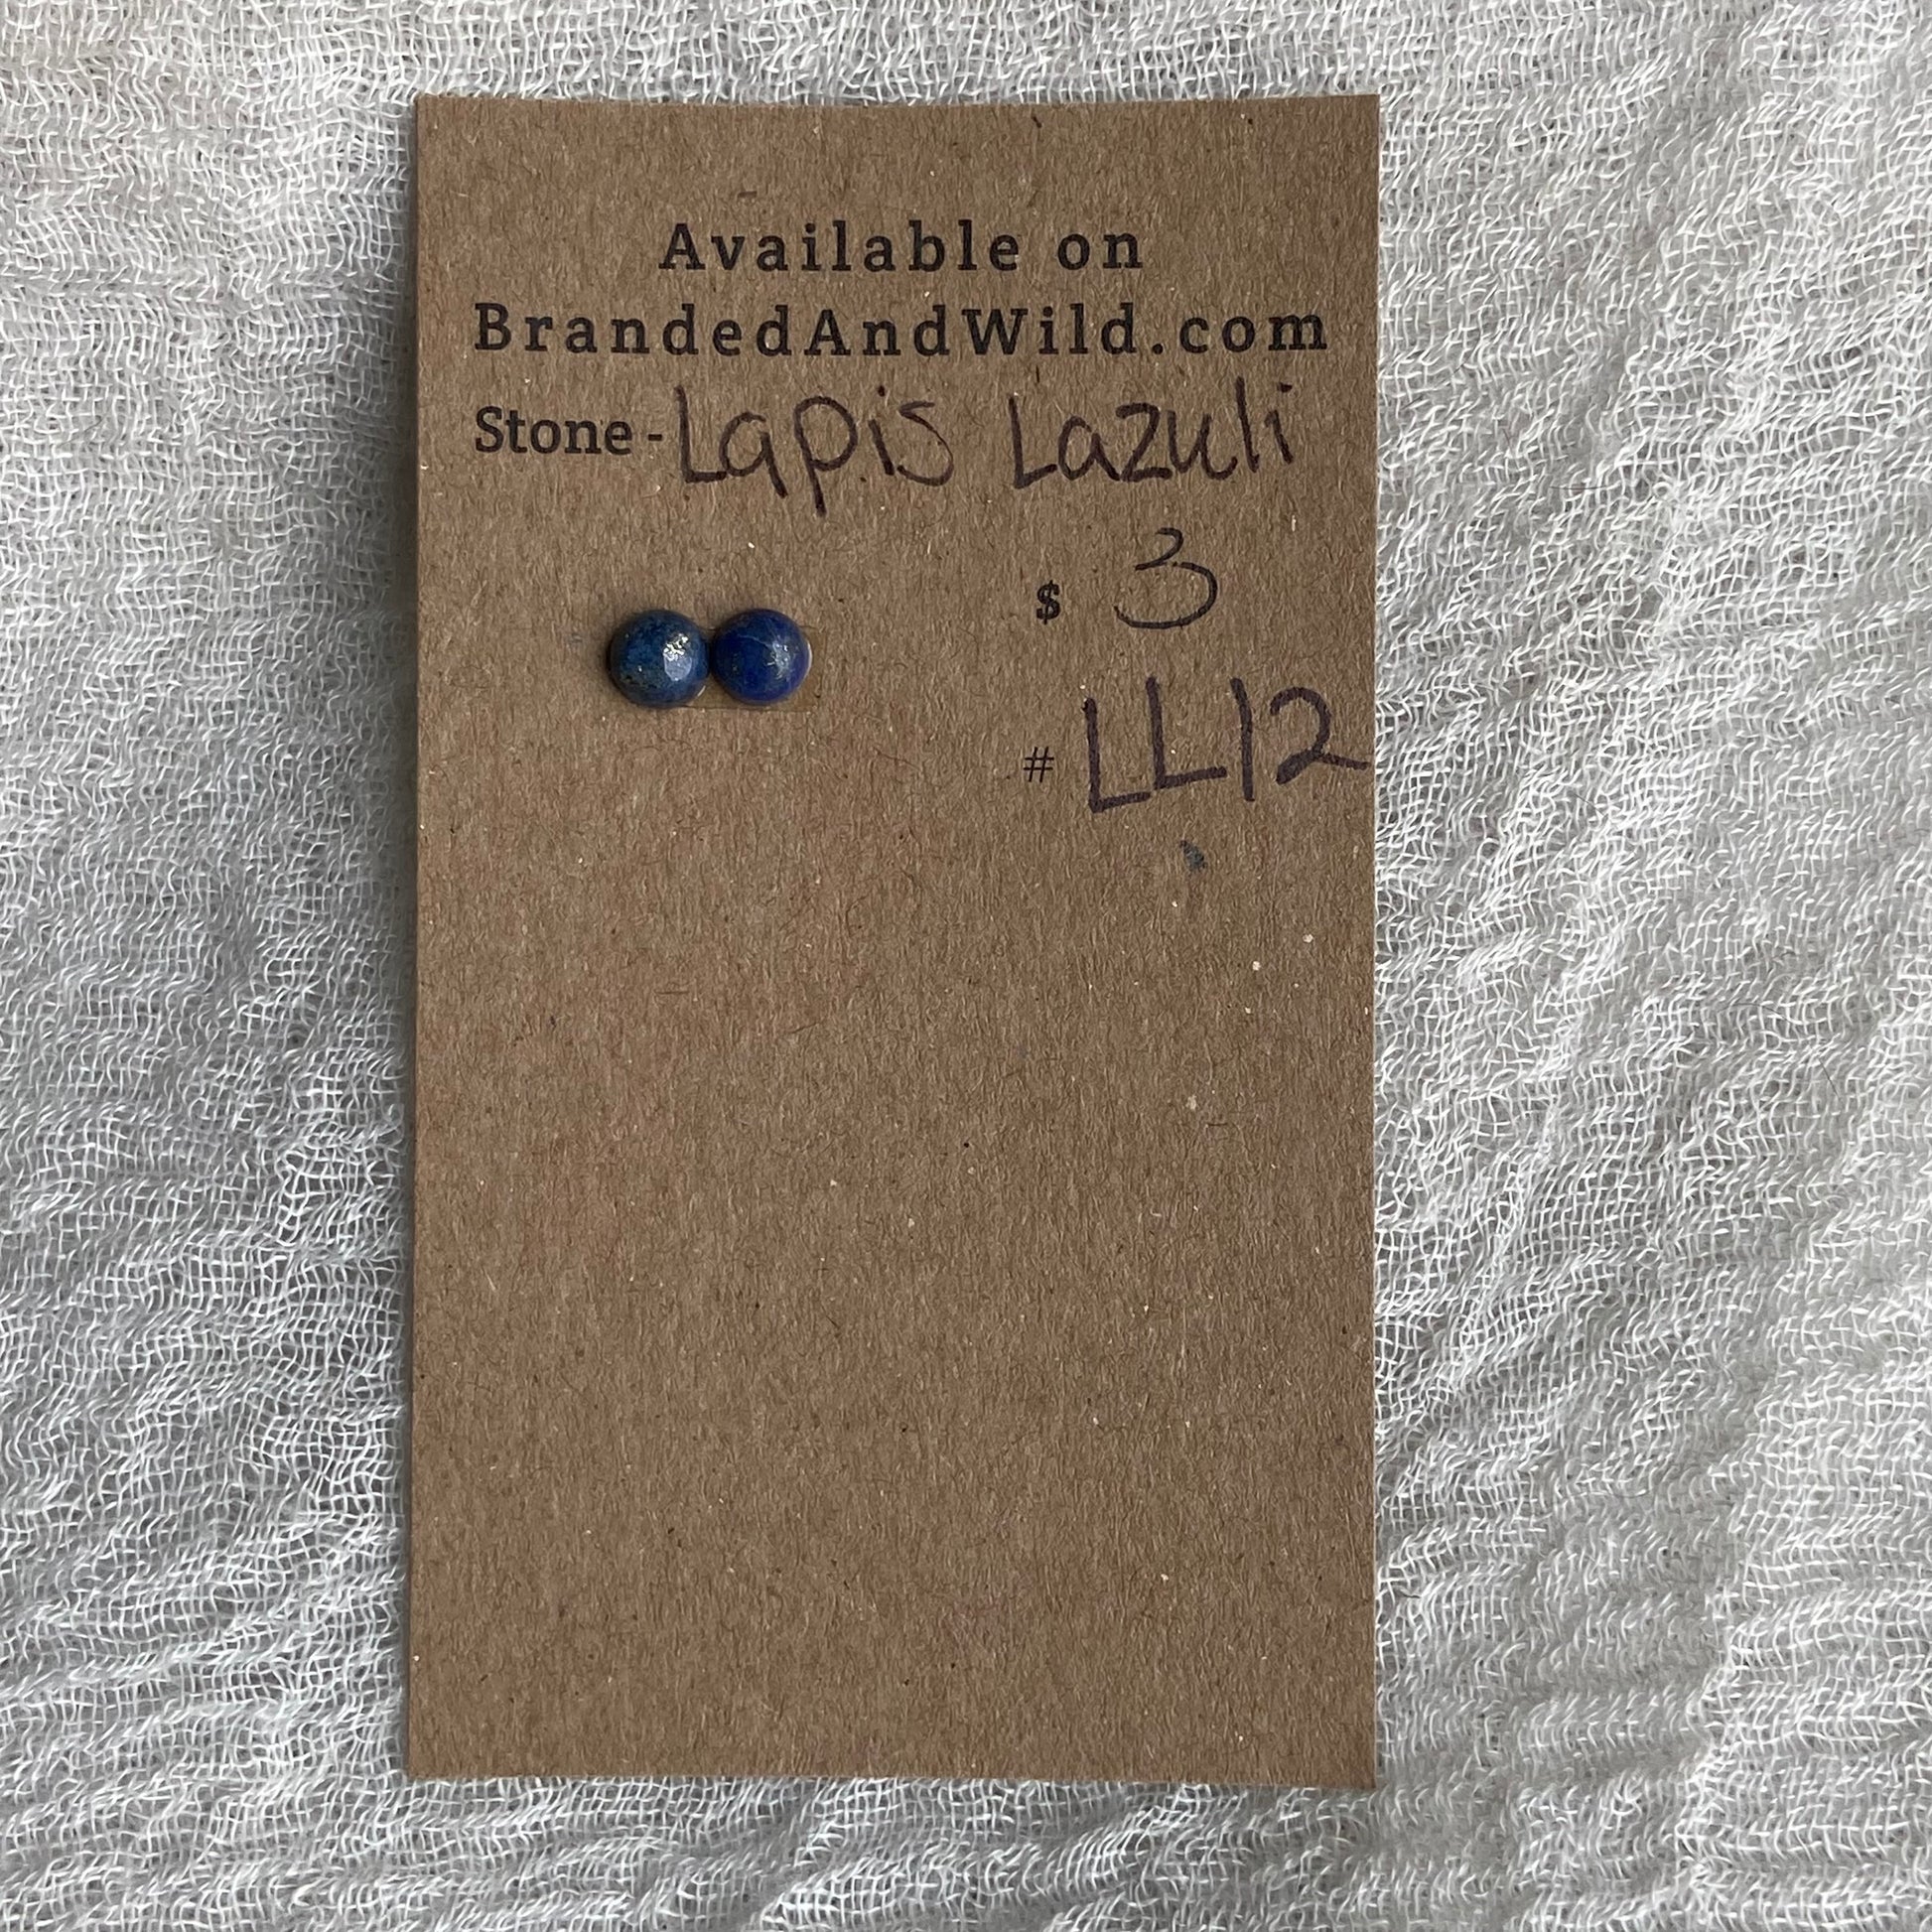 Available on
BrandedAndWild.com
Stone - Lapis Lazuli
$ 3
# LL12